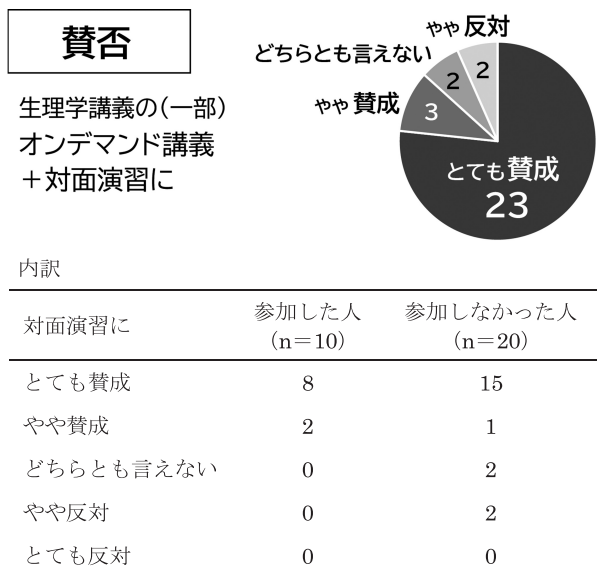 賛否
生理学講義の（一部）
オンデマンド講義
＋対面演習に
やや 反対
どちらとも言えない
やや 賛成
2
2
3
とても 賛成
23
内訳
対面演習に 参加した人 参加しなかった人
（n＝10） （n＝20）
とても賛成 8 15
やや賛成 2 1
どちらとも言えない 0 2
やや反対 0 2
とても反対 0 0